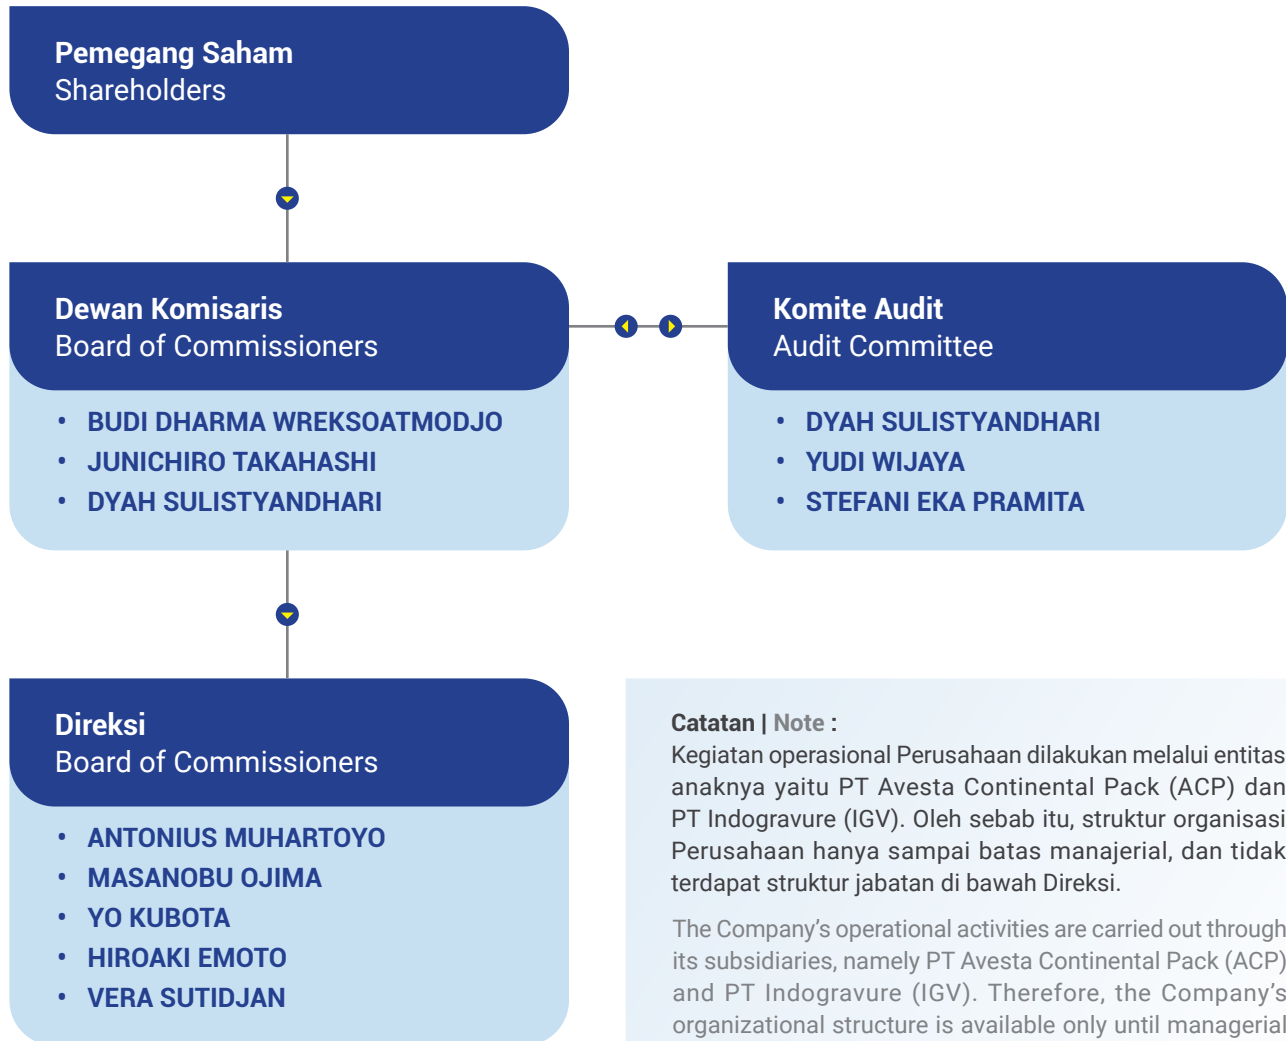 Pemegang Saham
Shareholders
Dewan Komisaris
Board of Commissioners
• BUDI DHARMA WREKSOATMODJO
• JUNICHIRO TAKAHASHI
• DYAH SULISTYANDHARI
Komite Audit
Audit Committee
• DYAH SULISTYANDHARI
• YUDI WIJAYA
• STEFANI EKA PRAMITA
Direksi
Board of Commissioners
• ANTONIUS MUHARTOYO
• MASANOBU OJIMA
• YO KUBOTA
• HIROAKI EMOTO
• VERA SUTIDJAN
Catatan | Note :
Kegiatan operasional Perusahaan dilakukan melalui entitas
anaknya yaitu PT Avesta Continental Pack (ACP) dan
PT Indogravure (IGV). Oleh sebab itu, struktur organisasi
Perusahaan hanya sampai batas manajerial, dan tidak
terdapat struktur jabatan di bawah Direksi.
The Company’s operational activities are carried out through
its subsidiaries, namely PT Avesta Continental Pack (ACP)
and PT Indogravure (IGV). Therefore, the Company’s
organizational structure is available only until managerial